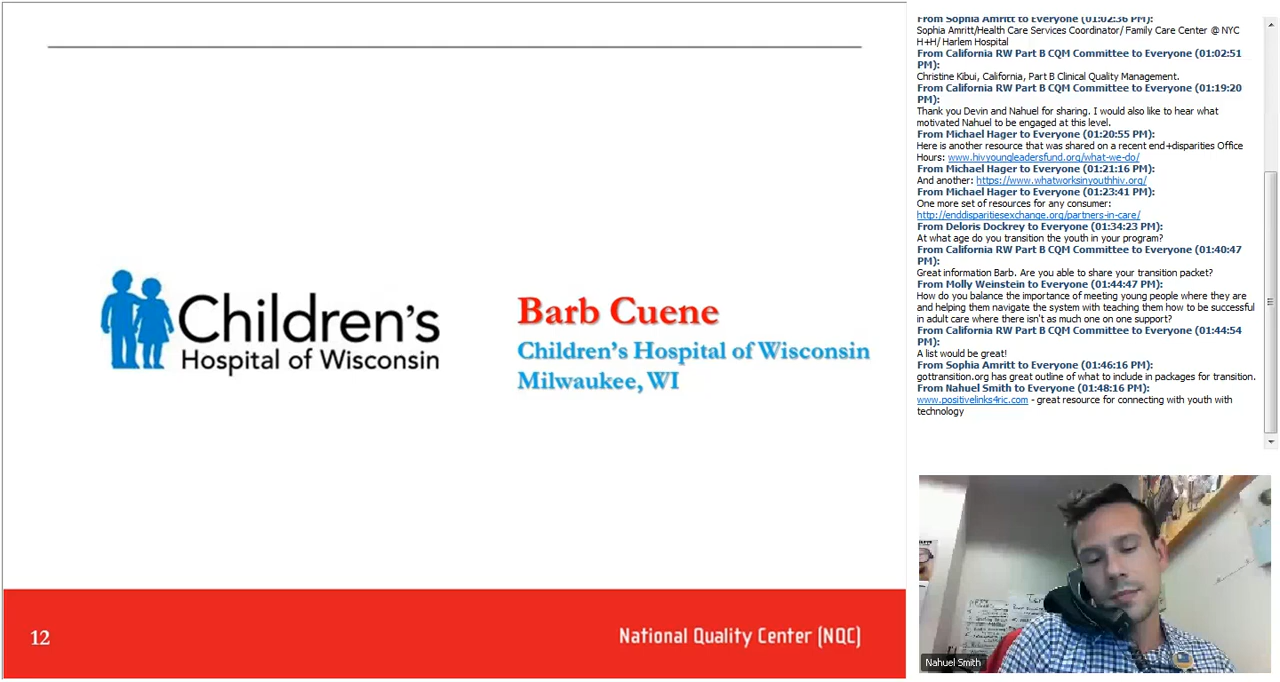 Children's
Hospital of Wisconsin
Barb Cuene
Children's Hospital of Wisconsin
Milwaukee, WI
12
National Quality Center (NQC)
From Sophia Amritt to Everyone (01:02:36 PM):
Sophia Amritt/Health Care Services Coordinator/ Family Care Center @ NYC
H+H/ Harlem Hospital
From California RW Part B CQM Committee to Everyone (01:02:51
PM):
Christine Kibui, California, Part B Clinical Quality Management.
From California RW Part B CQM Committee to Everyone (01:19:20
PM):
Thank you Devin and Nahuel for sharing. I would also like to hear what
motivated Nahuel to be engaged at this level.
From Michael Hager to Everyone (01:20:55 PM):
Here is another resource that was shared on a recent end+disparities Office
Hours: www.hivyoungleadersfund.org/what-we-do/
From Michael Hager to Everyone (01:21:16 PM):
And another: https://www.whatworksinyouthhiv.org/
From Michael Hager to Everyone (01:23:41 PM):
One more set of resources for any consumer:
http://enddisparitiesexchange.org/partners-in-care/
From Deloris Dockrey to Everyone (01:34:23 PM):
At what age do you transition the youth in your program?
From California RW Part B CQM Committee to Everyone (01:40:47
PM):
Great information Barb. Are you able to share your transition packet?
From Molly Weinstein to Everyone (01:44:47 PM):
How do you balance the importance of meeting young people where they are
and helping them navigate the system with teaching them how to be successful
in adult care where there isn't as much one on one support?
From California RW Part B CQM Committee to Everyone (01:44:54
PM):
A list would be great!
From Sophia Amritt to Everyone (01:46:16 PM):
gottransition.org has great outline of what to include in packages for transition.
From Nahuel Smith to Everyone (01:48:16 PM):
www.positivelinks4ric.com - great resource for connecting with youth with
technology
Nahuel Smith